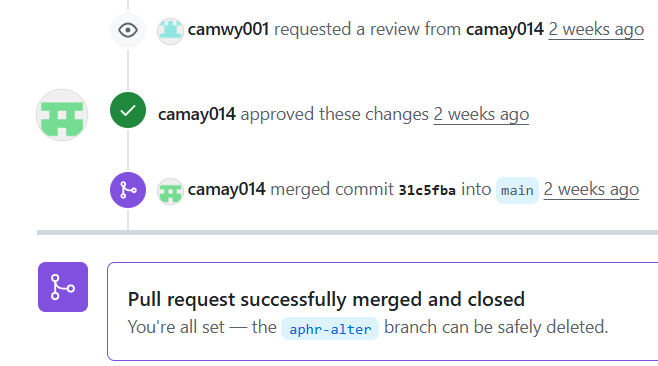 camwy001 requested a review from camay014 2 weeks ago
camay014 approved these changes 2 weeks ago
camay014 merged commit 31c5fba into main 2 weeks ago
Pull request successfully merged and closed
You're all set — the aphr-alter branch can be safely deleted.